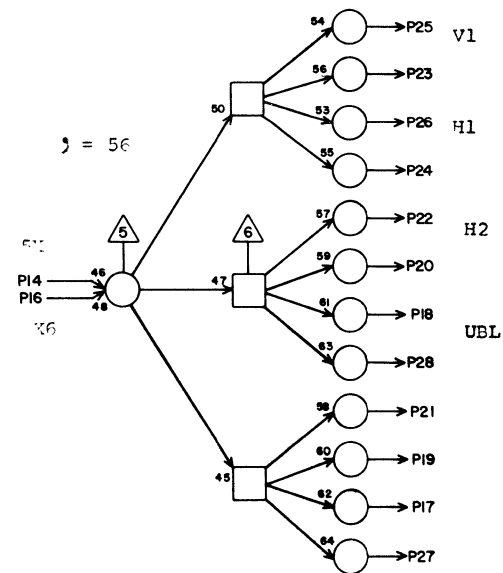 54 P25 V1
56 P23
50 53 P26 H1
55 P24
= 56
5 6 57 P22 H2
P14 46 47 59 P20
P16 48 61 P18
K6 63 P28 UBL
58 P21
60 P19
45 62 P17
64 P27